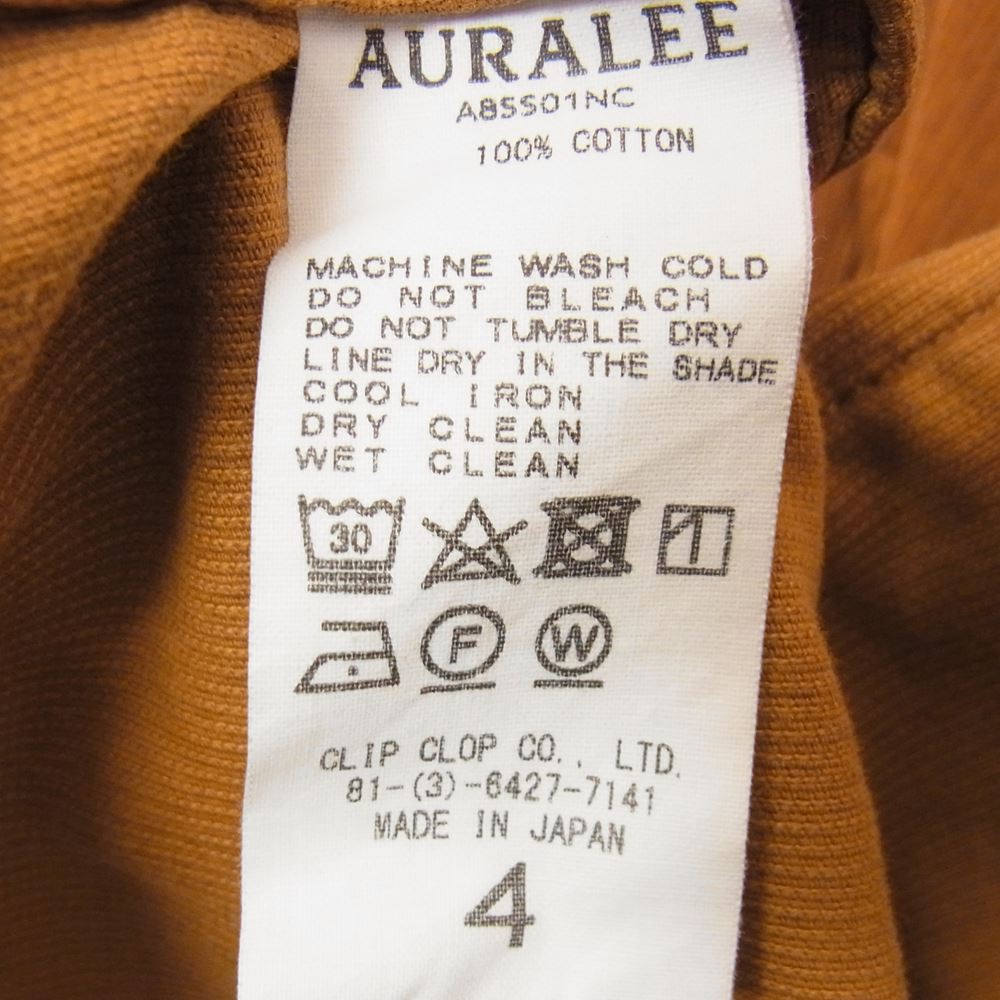 AURALEE
A8SS01NC
100% COTTON
MACHINE WASH COLD
DO NOT BLEACH
DO NOT TUMBLE DRY
LINE DRY IN THE SHADE
COOL IRON
DRY CLEAN
WET CLEAN
30
F W
CLIP CLOP CO., LTD.
81-(3)-6427-7141
MADE IN JAPAN
4